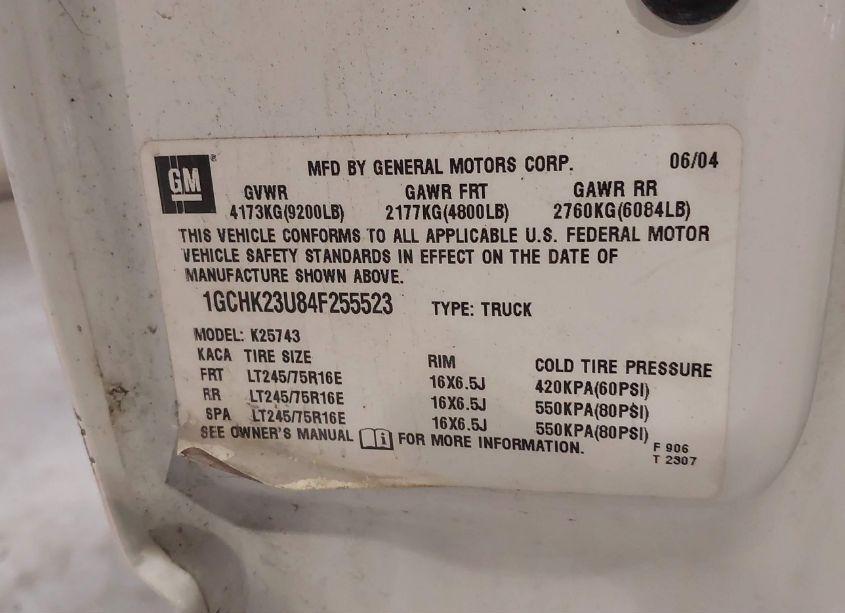 GM
MFD BY GENERAL MOTORS CORP. 06/04
GVWR GAWR FRT GAWR RR
4173KG(9200LB) 2177KG(4800LB) 2760KG(6084LB)
THIS VEHICLE CONFORMS TO ALL APPLICABLE U.S. FEDERAL MOTOR
VEHICLE SAFETY STANDARDS IN EFFECT ON THE DATE OF
MANUFACTURE SHOWN ABOVE.
1GCHK23U84F255523 TYPE: TRUCK
MODEL: K25743
KACA TIRE SIZE RIM COLD TIRE PRESSURE
FRT LT245/75R16E 16X6.5J 420KPA(60PSI)
RR LT245/75R16E 16X6.5J 550KPA(80PSI)
SPA LT245/75R16E 16X6.5J 550KPA(80PSI)
SEE OWNER'S MANUAL i FOR MORE INFORMATION.
F 906
T 2307